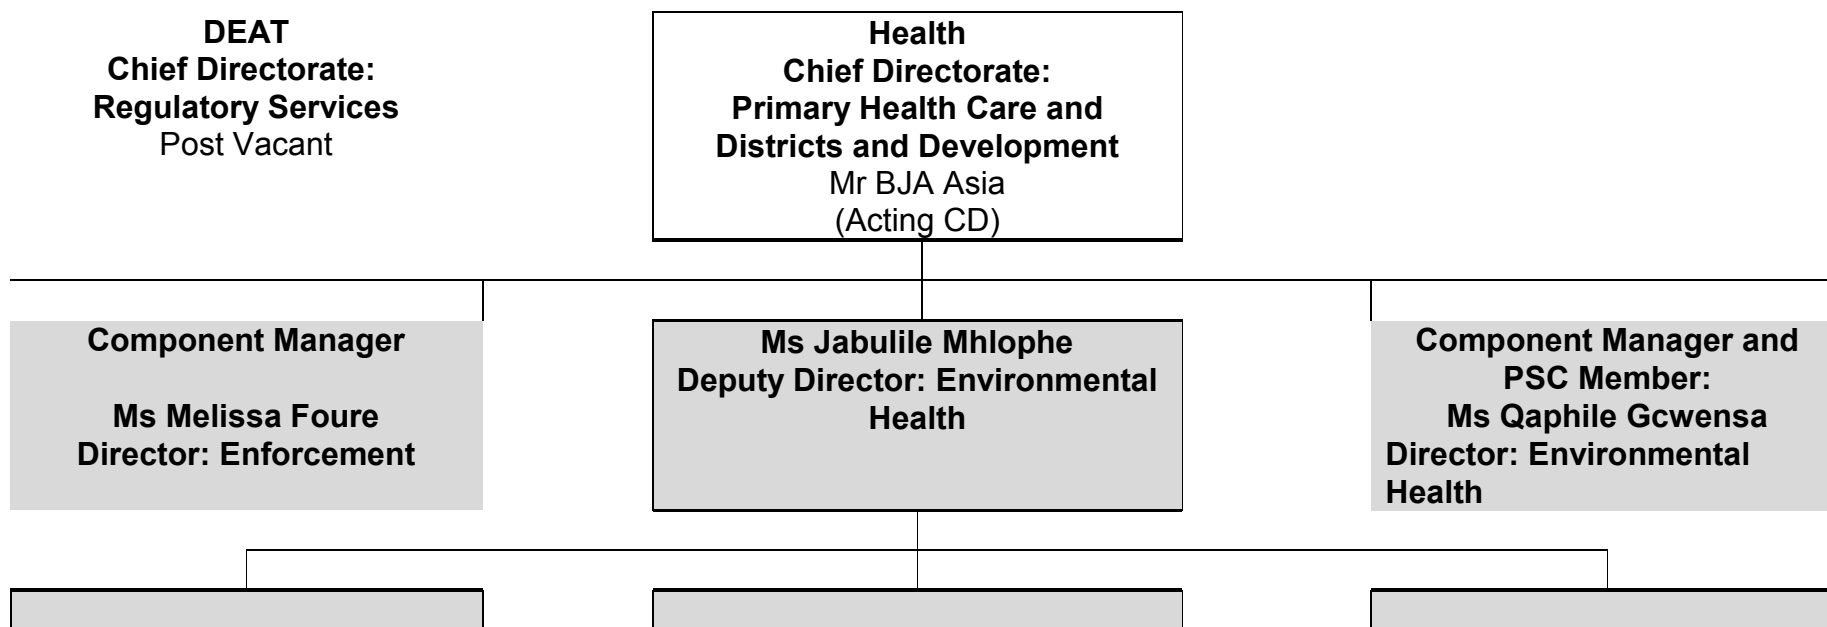 DEAT
Chief Directorate:
Regulatory Services
Post Vacant
Health
Chief Directorate:
Primary Health Care and
Districts and Development
Mr BJA Asia
(Acting CD)
Component Manager
Ms Melissa Foure
Director: Enforcement
Ms Jabulile Mhlophe
Deputy Director: Environmental
Health
Component Manager and
PSC Member:
Ms Qaphile Gcwensa
Director: Environmental
Health